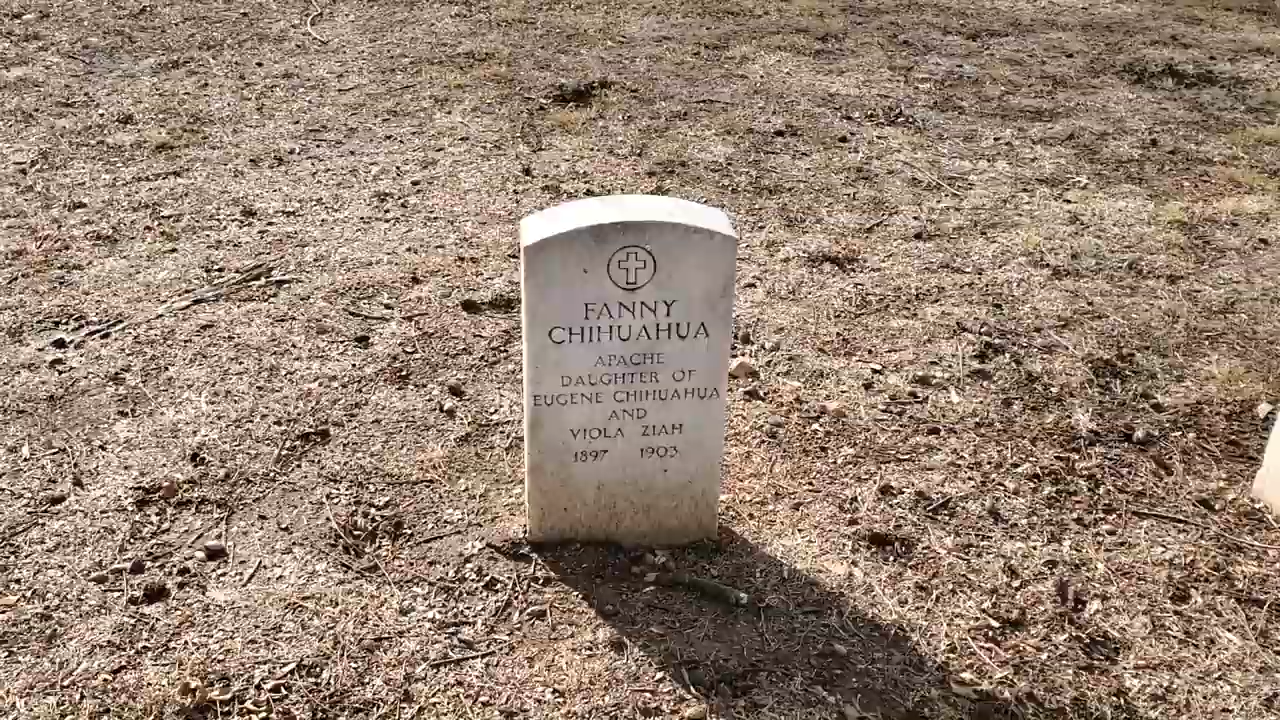 FANNY
CHIHUAHUA
APACHE
DAUGHTER OF
EUGENE CHIHUAHUA
AND
VIOLA ZIAH
1897 1903